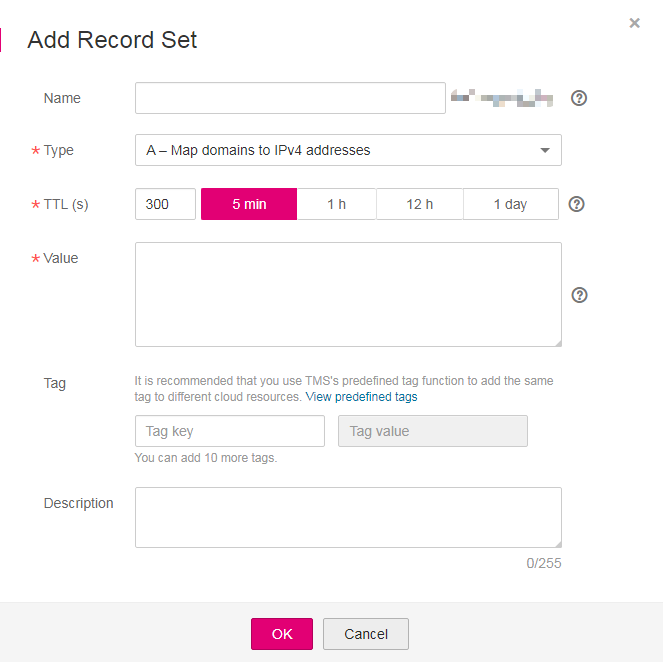 Add Record Set
×
Name
?
* Type
A – Map domains to IPv4 addresses
* TTL (s)
300
5 min
1 h
12 h
1 day
?
* Value
?
Tag
It is recommended that you use TMS's predefined tag function to add the same
tag to different cloud resources. View predefined tags
Tag key
Tag value
You can add 10 more tags.
Description
0/255
OK
Cancel